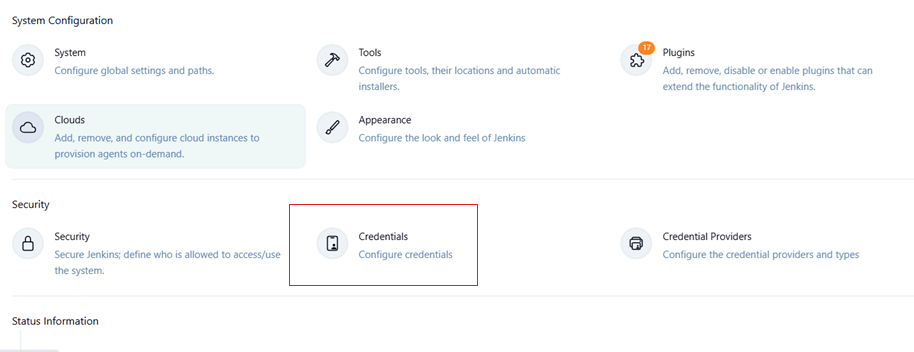 System Configuration
System
Configure global settings and paths.
Tools
Configure tools, their locations and automatic
installers.
17
Plugins
Add, remove, disable or enable plugins that can
extend the functionality of Jenkins.
Clouds
Add, remove, and configure cloud instances to
provision agents on-demand.
Appearance
Configure the look and feel of Jenkins
Security
Security
Secure Jenkins; define who is allowed to access/use
the system.
Credentials
Configure credentials
Credential Providers
Configure the credential providers and types
Status Information